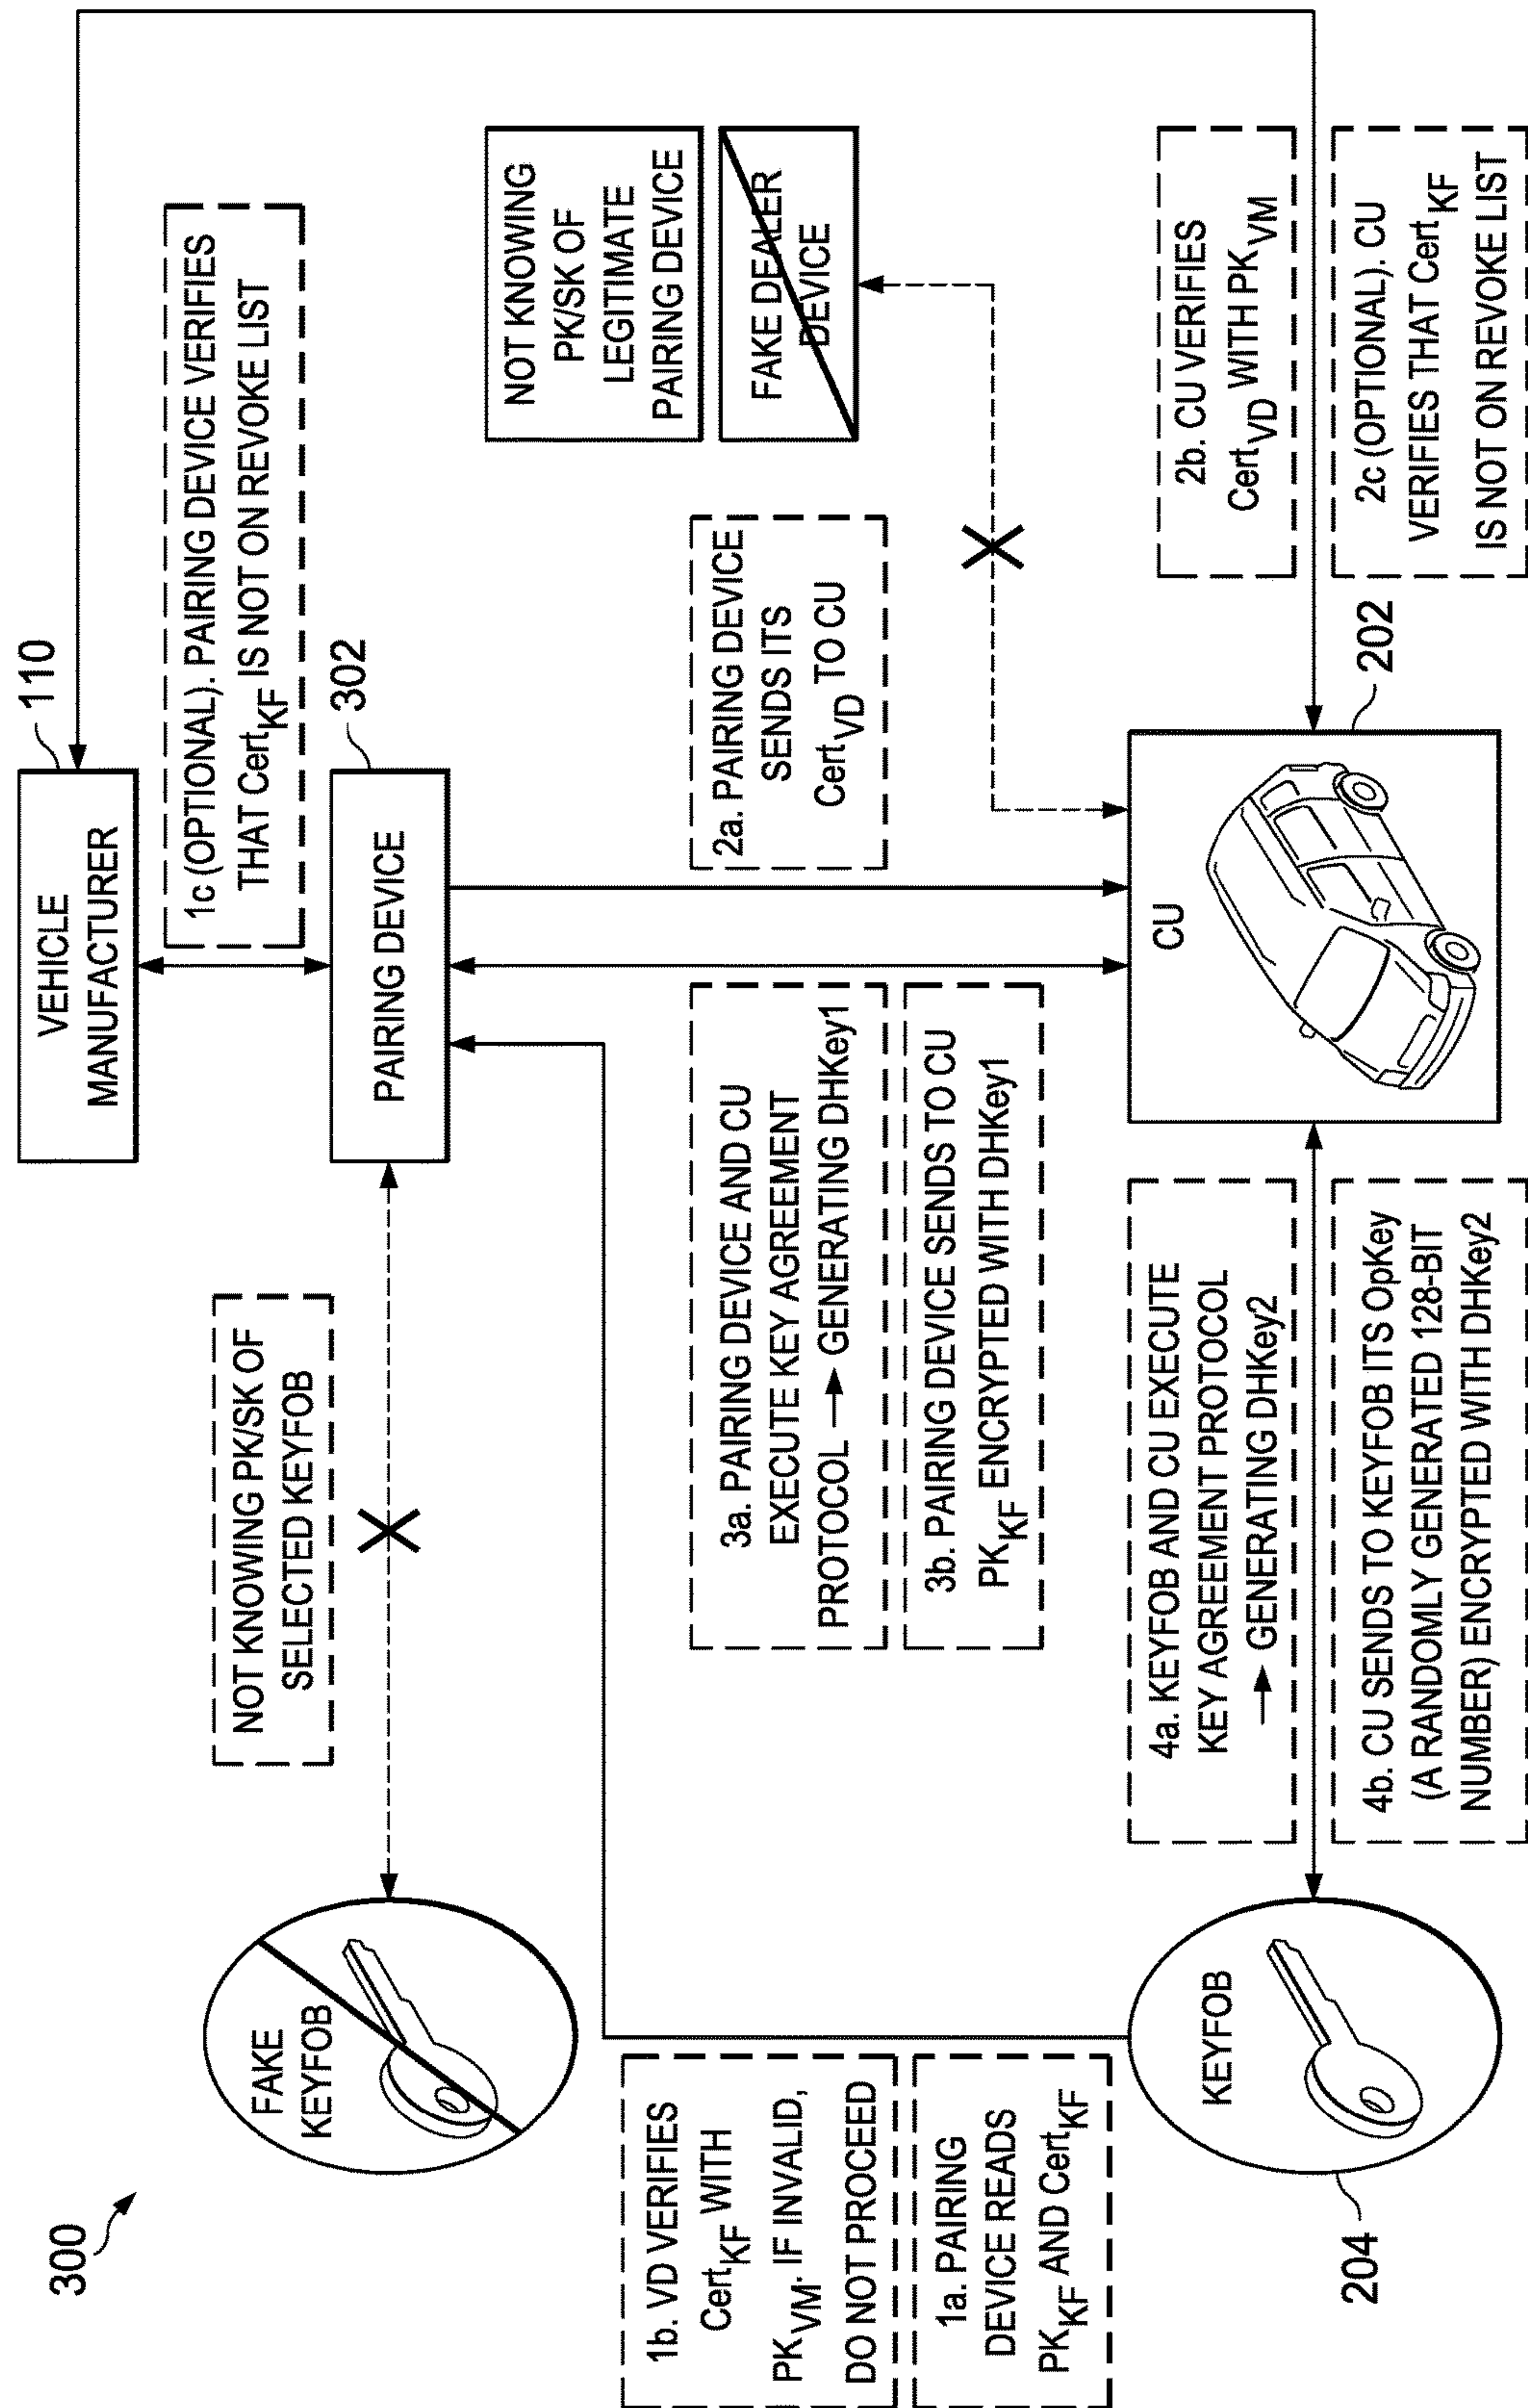 300
VEHICLE
MANUFACTURER
110
1c (OPTIONAL). PAIRING DEVICE VERIFIES
THAT CertKF IS NOT ON REVOKE LIST
FAKE
KEYFOB
NOT KNOWING PK/SK OF
SELECTED KEYFOB
PAIRING DEVICE
302
NOT KNOWING
PK/SK OF
LEGITIMATE
PAIRING DEVICE
FAKE DEALER
DEVICE
1b. VD VERIFIES
CertKF WITH
PKVM. IF INVALID,
DO NOT PROCEED
1a. PAIRING
DEVICE READS
PKKF AND CertKF
3a. PAIRING DEVICE AND CU
EXECUTE KEY AGREEMENT
PROTOCOL → GENERATING DHKey1
3b. PAIRING DEVICE SENDS TO CU
PKKF ENCRYPTED WITH DHKey1
2a. PAIRING DEVICE
SENDS ITS
CertVD TO CU
KEYFOB
204
4a. KEYFOB AND CU EXECUTE
KEY AGREEMENT PROTOCOL
→ GENERATING DHKey2
4b. CU SENDS TO KEYFOB ITS OpKey
(A RANDOMLY GENERATED 128-BIT
NUMBER) ENCRYPTED WITH DHKey2
CU
202
2b. CU VERIFIES
CertVD WITH PKVM
2c (OPTIONAL). CU
VERIFIES THAT CertKF
IS NOT ON REVOKE LIST